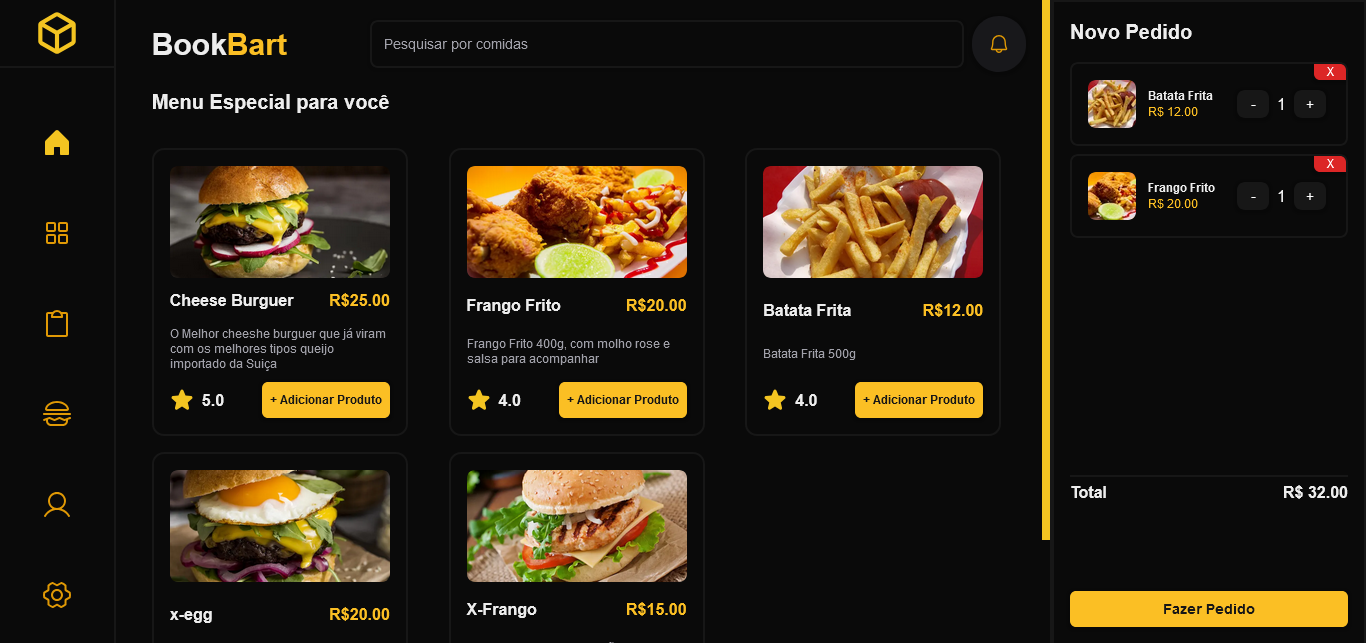 BookBart
Pesquisar por comidas
Menu Especial para você
Cheese Burguer R$25.00
O Melhor cheeshe burguer que já viram
com os melhores tipos queijo
importado da Suiça
5.0 + Adicionar Produto
Frango Frito R$20.00
Frango Frito 400g, com molho rose e
salsa para acompanhar
4.0 + Adicionar Produto
Batata Frita R$12.00
Batata Frita 500g
4.0 + Adicionar Produto
x-egg R$20.00
X-Frango R$15.00
Novo Pedido
X
Batata Frita
R$ 12.00
- 1 +
X
Frango Frito
R$ 20.00
- 1 +
Total R$ 32.00
Fazer Pedido